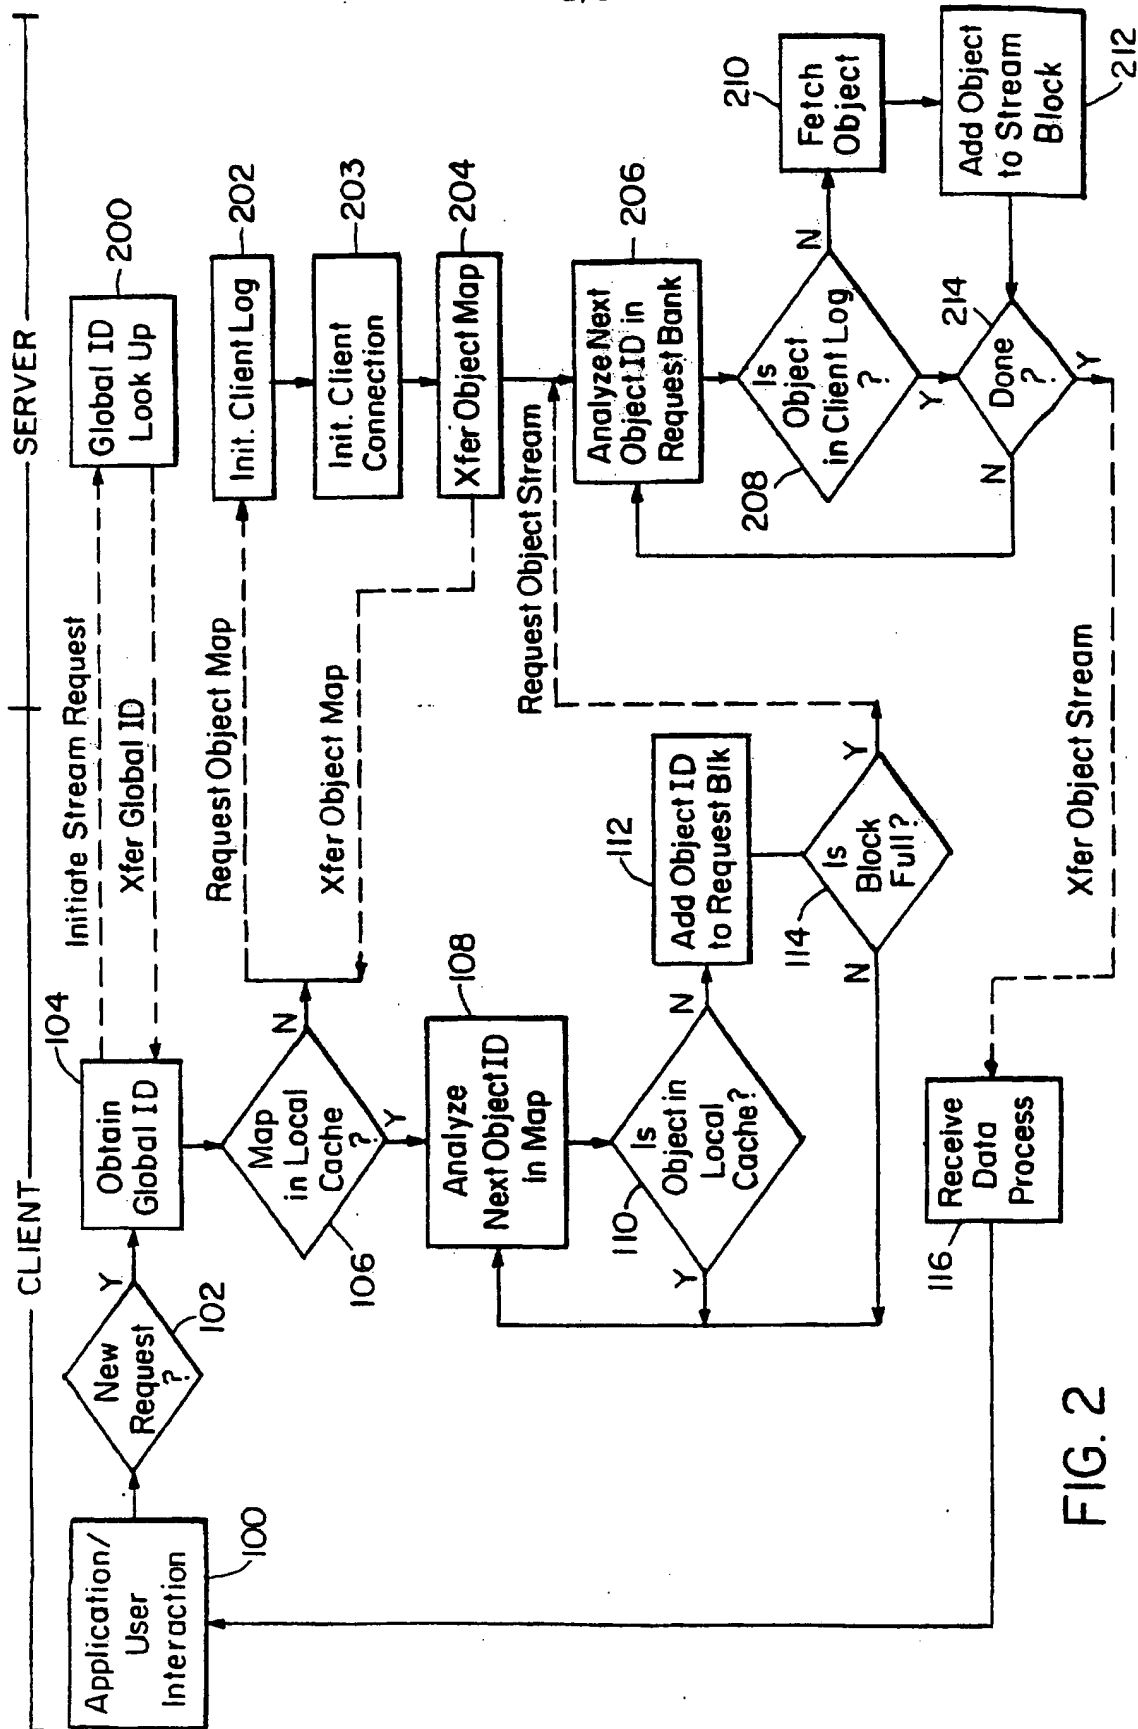 CLIENT
SERVER
Application/
User
Interaction
100
New
Request
?
102
Y
Obtain
Global ID
104
Initiate Stream Request
Xfer Global ID
Global ID
Look Up
200
Map
in Local
Cache
?
106
N
Y
Request Object Map
Xfer Object Map
Init. Client Log
202
Init. Client
Connection
203
Xfer Object Map
204
Analyze
Next Object ID
in Map
108
Is
Object in
Local
Cache?
110
N
Y
Add Object ID
to Request Blk
112
Is
Block
Full?
114
N
Y
Request Object Stream
Analyze Next
Object ID in
Request Bank
206
Is
Object
in Client Log
?
208
N
Y
Fetch
Object
210
Add Object
to Stream
Block
212
Done
?
214
N
Y
Xfer Object Stream
Receive
Data
Process
116
FIG. 2